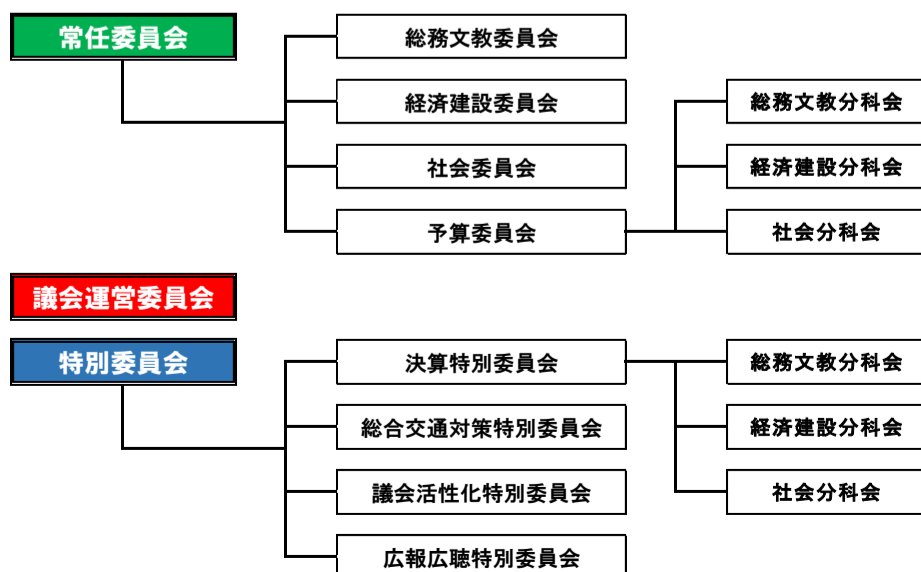 常任委員会
総務文教委員会
経済建設委員会
社会委員会
予算委員会
総務文教分科会
経済建設分科会
社会分科会
議会運営委員会
特別委員会
決算特別委員会
総合交通対策特別委員会
議会活性化特別委員会
広報広聴特別委員会
総務文教分科会
経済建設分科会
社会分科会